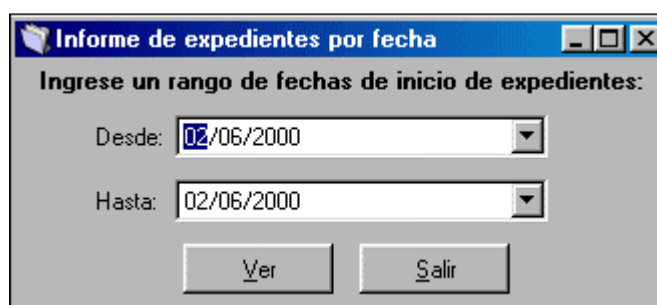 Informe de expedientes por fecha
Ingrese un rango de fechas de inicio de expedientes:
Desde: 02/06/2000
Hasta: 02/06/2000
Ver Salir